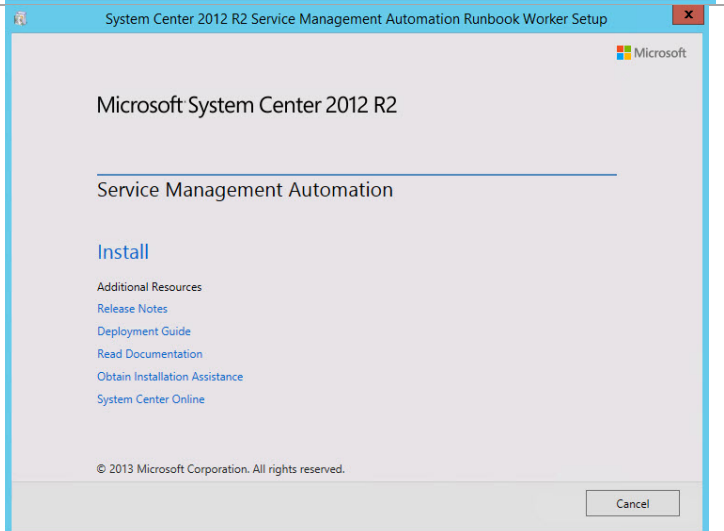 System Center 2012 R2 Service Management Automation Runbook Worker Setup
x
Microsoft
Microsoft System Center 2012 R2
Service Management Automation
Install
Additional Resources
Release Notes
Deployment Guide
Read Documentation
Obtain Installation Assistance
System Center Online
© 2013 Microsoft Corporation. All rights reserved.
Cancel